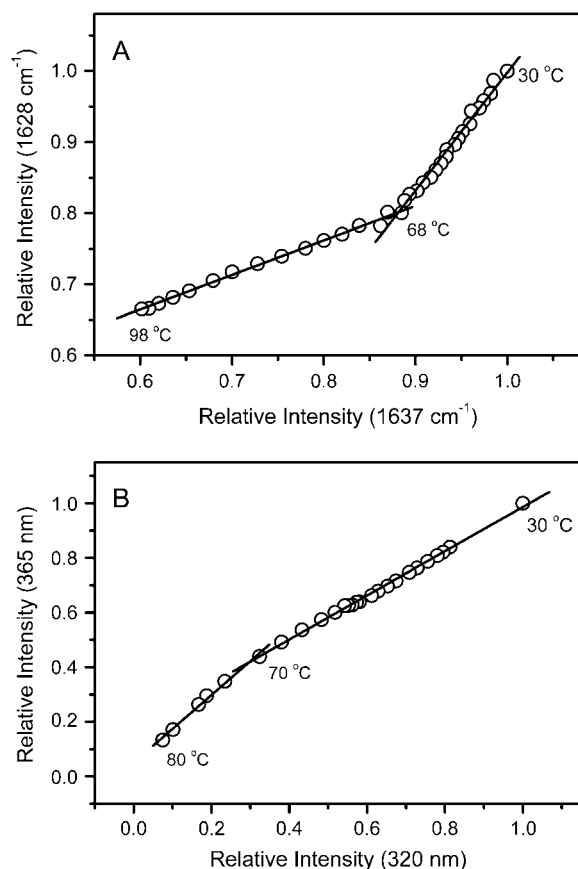 A
Relative Intensity (1628 cm⁻¹)
1.0
0.9
0.8
0.7
0.6
30 °C
68 °C
98 °C
0.6 0.7 0.8 0.9 1.0
Relative Intensity (1637 cm⁻¹)
B
Relative Intensity (365 nm)
1.0
0.8
0.6
0.4
0.2
0.0
30 °C
70 °C
80 °C
0.0 0.2 0.4 0.6 0.8 1.0
Relative Intensity (320 nm)